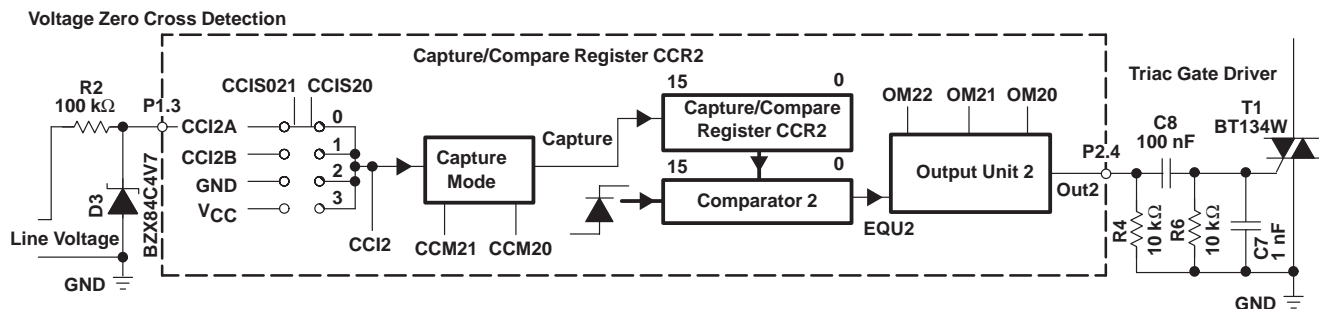 Voltage Zero Cross Detection
Capture/Compare Register CCR2
R2
100 kΩ
P1.3
D3
BZX84C4V7
Line Voltage
GND
CCIS021
CCIS20
CCI2A
CCI2B
GND
VCC
0
1
2
3
CCI2
Capture
Mode
CCM21
CCM20
Capture
15
0
Capture/Compare
Register CCR2
15
0
Comparator 2
EQU2
OM22
OM21
OM20
Output Unit 2
P2.4
Out2
Triac Gate Driver
T1
BT134W
C8
100 nF
R4
10 kΩ
R6
10 kΩ
C7
1 nF
GND